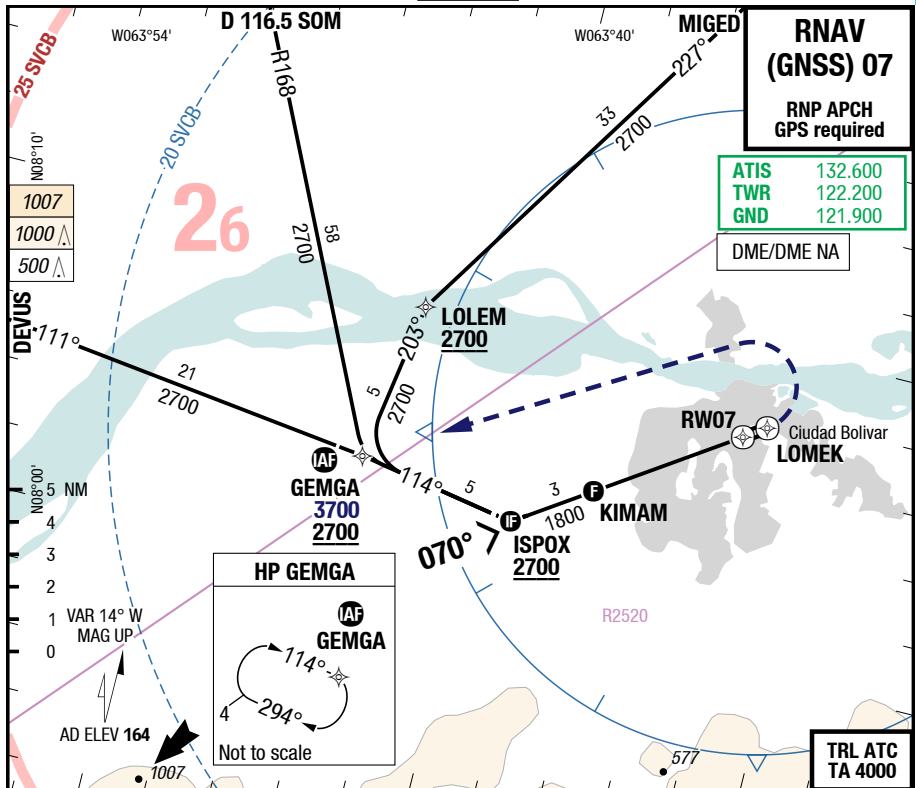 D 116.5 SOM
MIGED
W063°54'
W063°40'
RNAV
(GNSS) 07
RNP APCH
GPS required
25 SVCB
20 SVCB
R168
227°
33
2700
N08°10'
26
ATIS 132.600
TWR 122.200
GND 121.900
DME/DME NA
1007
1000
500
58
2700
DEVUS
111°
21
2700
LOLEM
2700
203°
5
2700
RW07
Ciudad Bolivar
LOMEK
IAF
GEMGA
3700
2700
114°
5
3
1800
F
KIMAM
IF
ISPOX
2700
070°
N08°00'
5 NM
4
3
2
1
0
HP GEMGA
IAF
GEMGA
114°
294°
4
Not to scale
R2520
VAR 14° W
MAG UP
AD ELEV 164
1007
577
TRL ATC
TA 4000